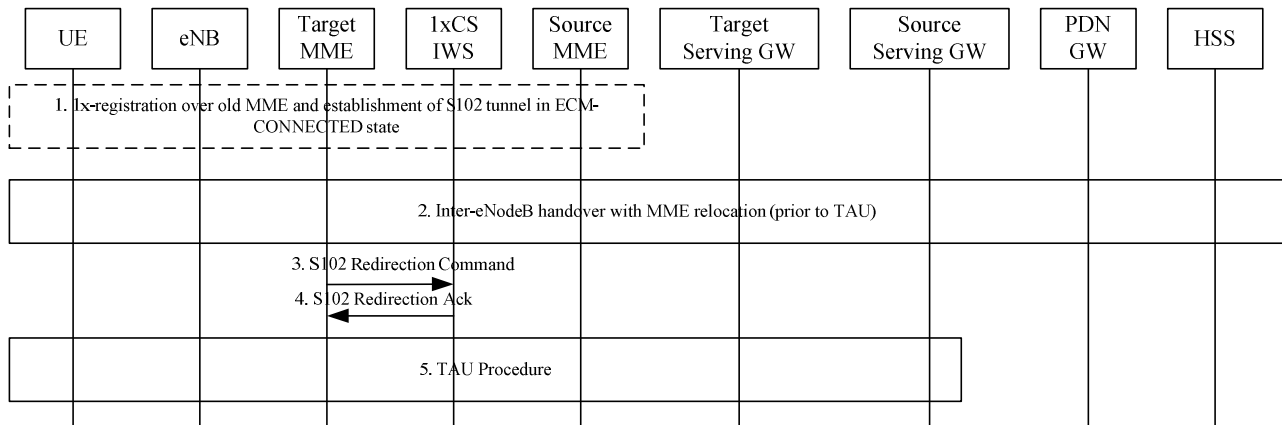 UE
eNB
Target
MME
1xCS
IWS
Source
MME
Target
Serving GW
Source
Serving GW
PDN
GW
HSS
1. 1x-registration over old MME and establishment of S102 tunnel in ECM-
CONNECTED state
2. Inter-eNodeB handover with MME relocation (prior to TAU)
3. S102 Redirection Command
4. S102 Redirection Ack
5. TAU Procedure